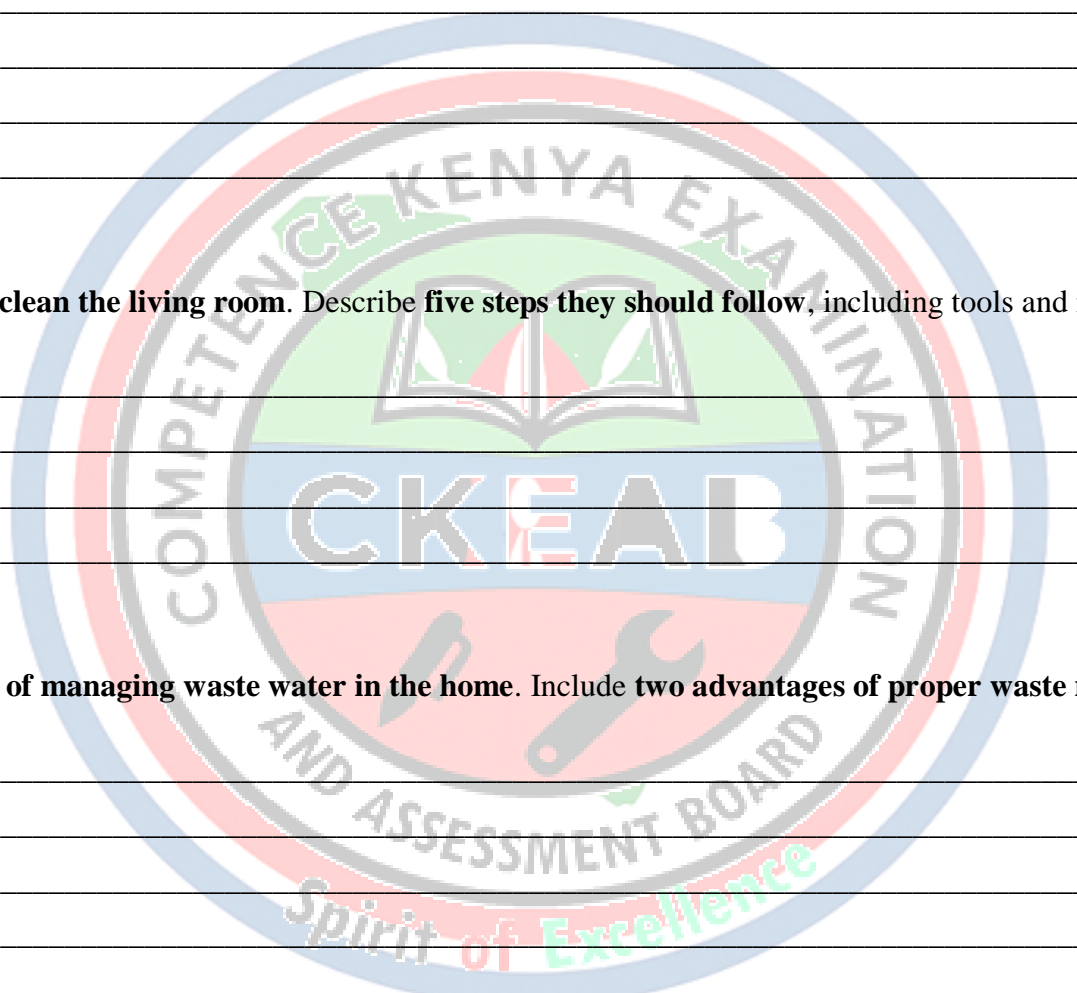 COMPETENCE KENYA EXAMINATION
clean the living room. Describe five steps they should follow, including tools and
CKEAB
of managing waste water in the home. Include two advantages of proper waste
AND ASSESSMENT BOARD
Spirit of Excellence